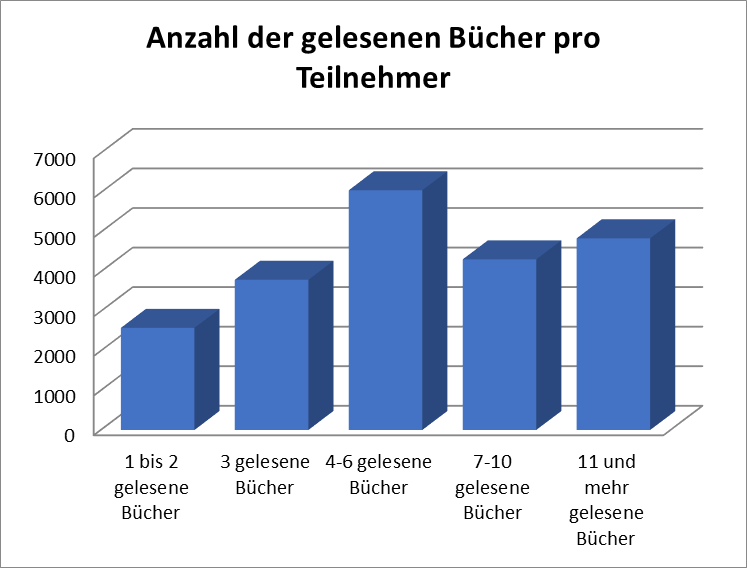 Anzahl der gelesenen Bücher pro
Teilnehmer
7000
6000
5000
4000
3000
2000
1000
0
1 bis 2
gelesene
Bücher
3 gelesene
Bücher
4-6 gelesene
Bücher
7-10
gelesene
Bücher
11 und
mehr
gelesene
Bücher